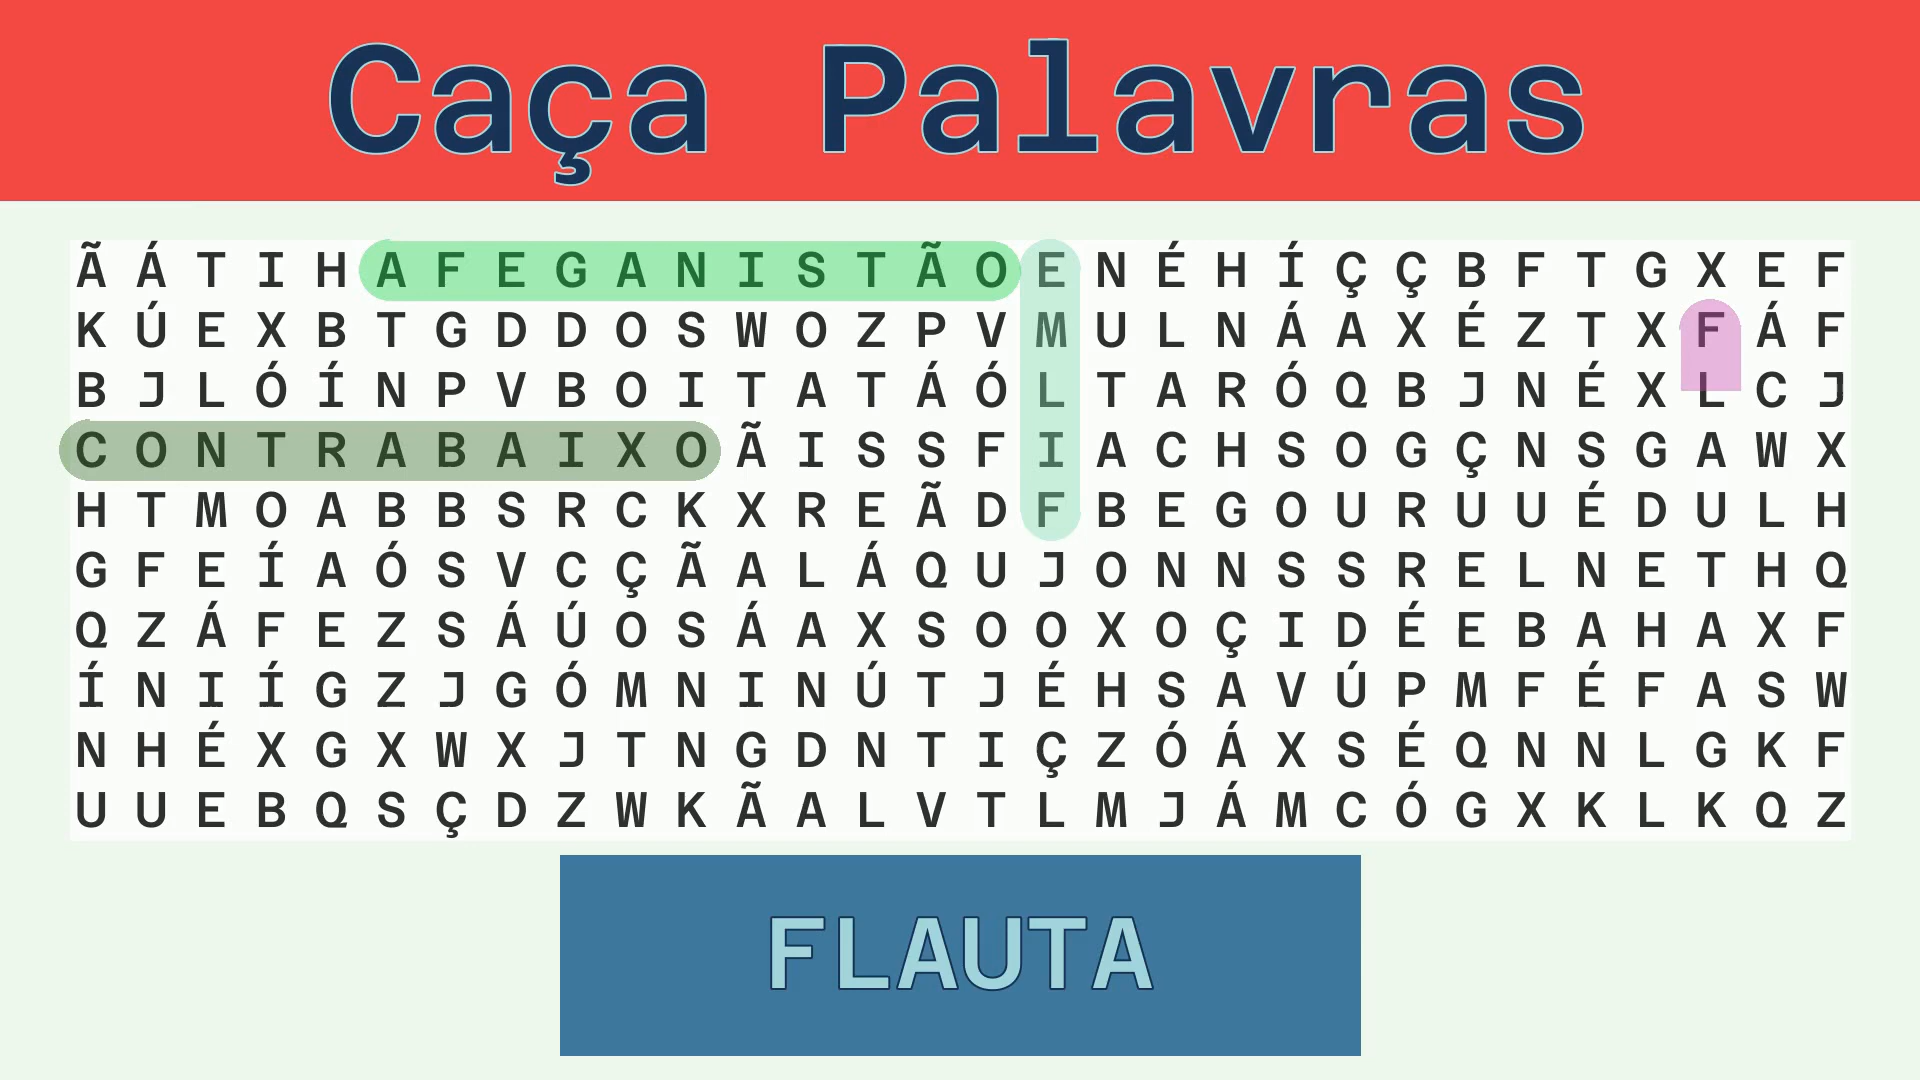 Caça Palavras
Ã Á T I H A F E G A N I S T Ã O E N É H Í Ç Ç B F T G X E F
K Ú E X B T G D D O S W O Z P V M U L N Á A X É Z T X F Á F
B J L Ó Í N P V B O I T A T Á Ó L T A R Ó Q B J N É X L C J
C O N T R A B A I X O Ã I S S F I A C H S O G Ç N S G A W X
H T M O A B B S R C K X R E Ã D F B E G O U R U U É D U L H
G F E Í A Ó S V C Ç Ã A L Á Q U J O N N S S R E L N E T H Q
Q Z Á F E Z S Á Ú O S Á A X S O O X O Ç I D É E B A H A X F
Í N I Í G Z J G Ó M N I N Ú T J É H S A V Ú P M F É F A S W
N H É X G X W X J T N G D N T I Ç Z Ó Á X S É Q N N L G K F
U U E B Q S Ç D Z W K Ã A L V T L M J Á M C Ó G X K L K Q Z
FLAUTA